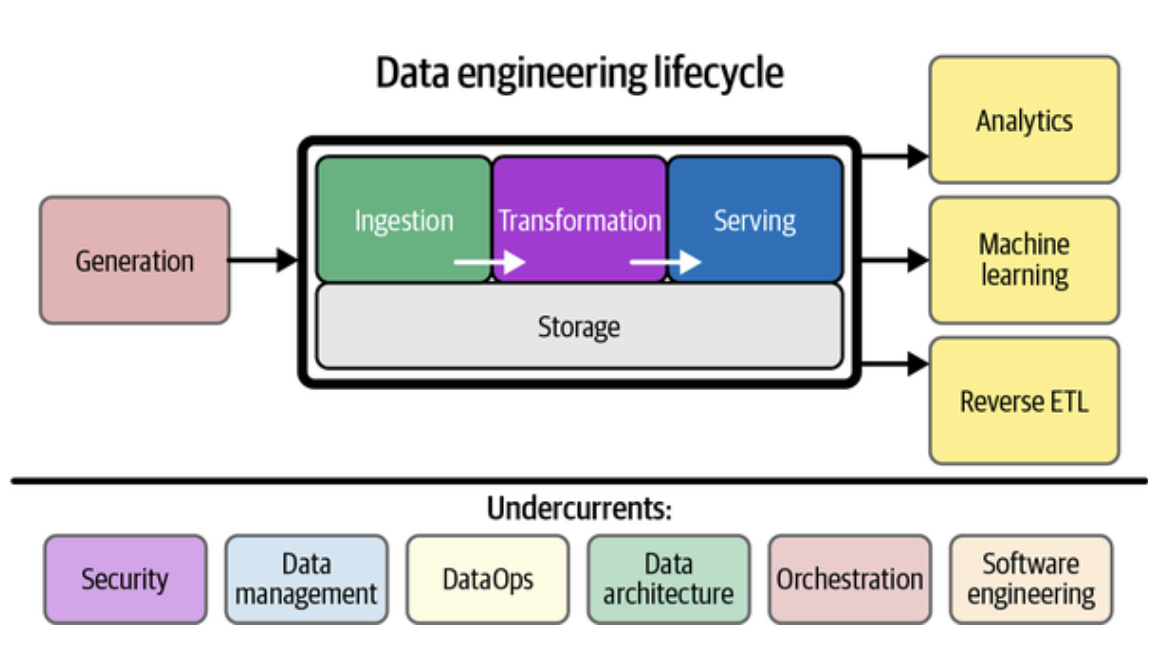 Data engineering lifecycle
Generation
Ingestion
Transformation
Serving
Storage
Analytics
Machine
learning
Reverse ETL
Undercurrents:
Security
Data
management
DataOps
Data
architecture
Orchestration
Software
engineering